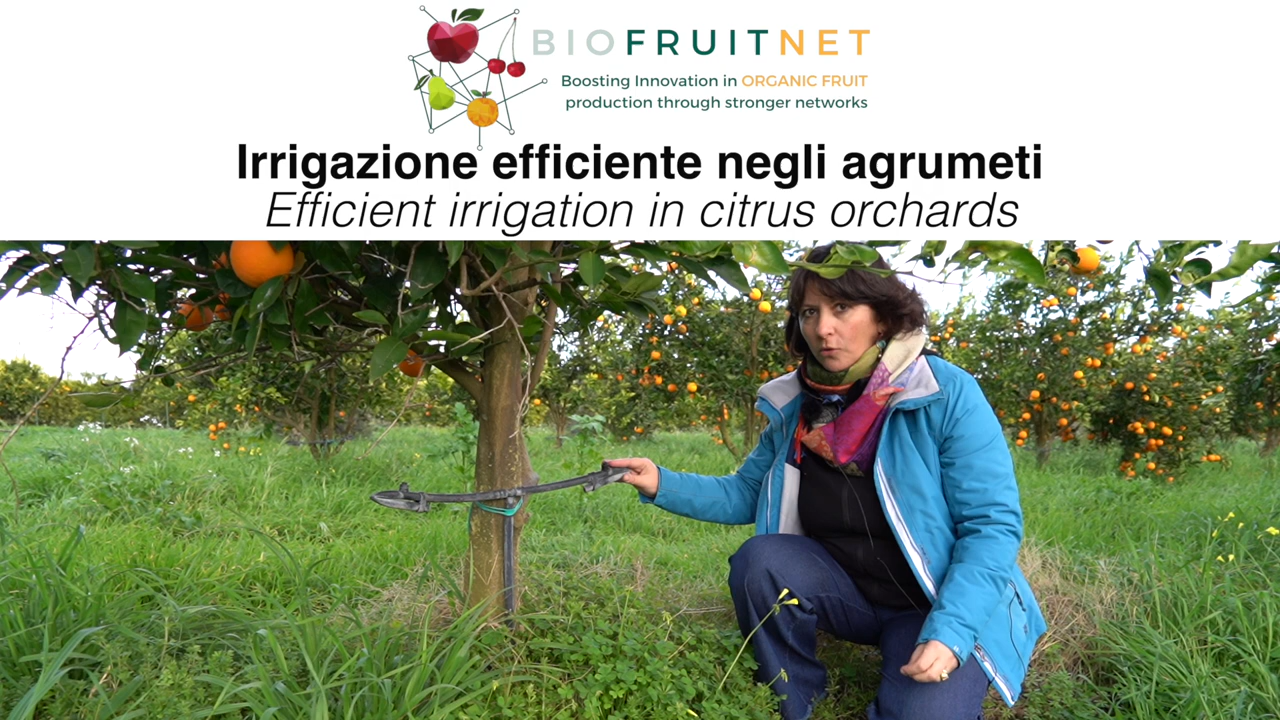 BIOFRUITNET
Boosting Innovation in ORGANIC FRUIT
production through stronger networks
Irrigazione efficiente negli agrumeti
Efficient irrigation in citrus orchards